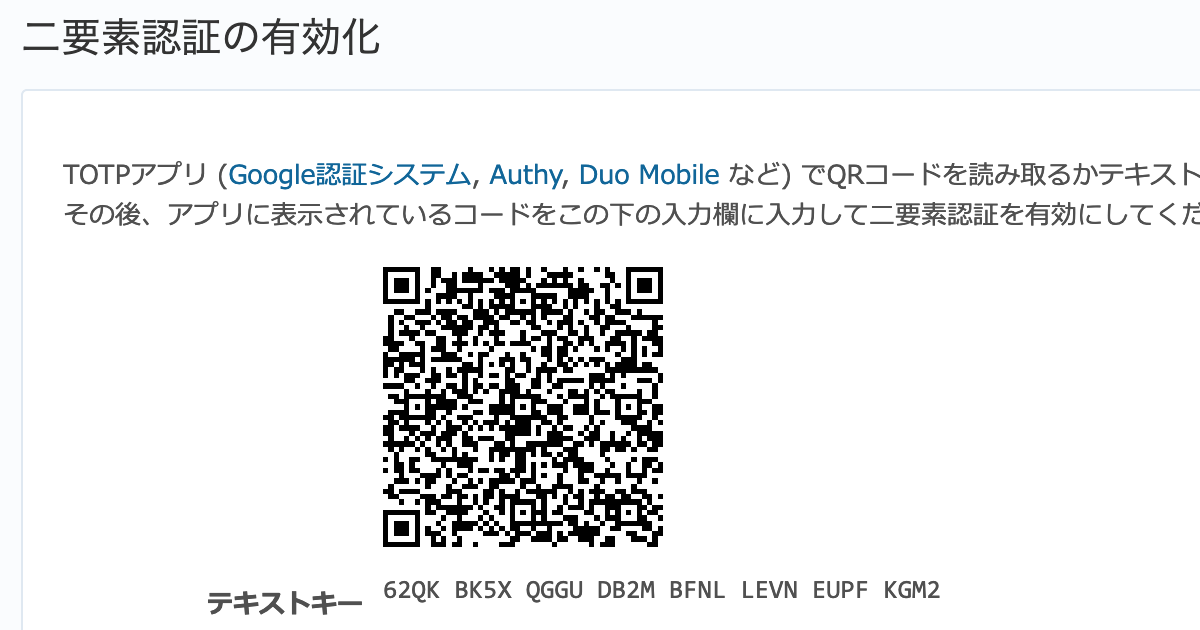 二要素認証の有効化
TOTPアプリ (Google認証システム, Authy, Duo Mobile など) でQRコードを読み取るかテキスト
その後、アプリに表示されているコードをこの下の入力欄に入力して二要素認証を有効にしてくだ
テキストキー 62QK BK5X QGGU DB2M BFNL LEVN EUPF KGM2